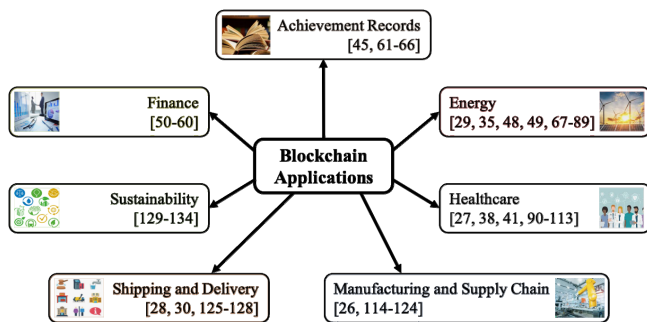 Achievement Records
[45, 61-66]
Finance
[50-60]
Energy
[29, 35, 48, 49, 67-89]
Blockchain
Applications
Sustainability
[129-134]
Healthcare
[27, 38, 41, 90-113]
Shipping and Delivery
[28, 30, 125-128]
Manufacturing and Supply Chain
[26, 114-124]